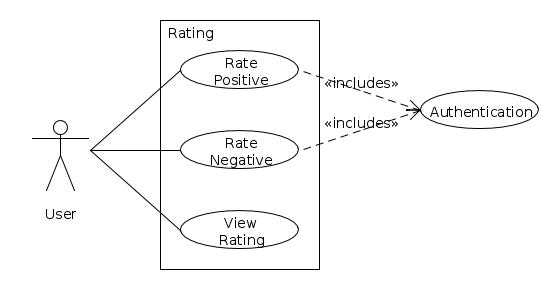 Rating
Rate
Positive
«includes»
Authentication
«includes»
Rate
Negative
User
View
Rating